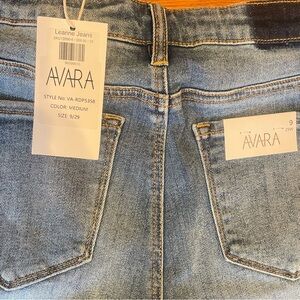 Leanne Jeans
AVARA
STYLE No: VA-RDP5358
COLOR: MEDIUM
SIZE: 9/29
9
AVARA